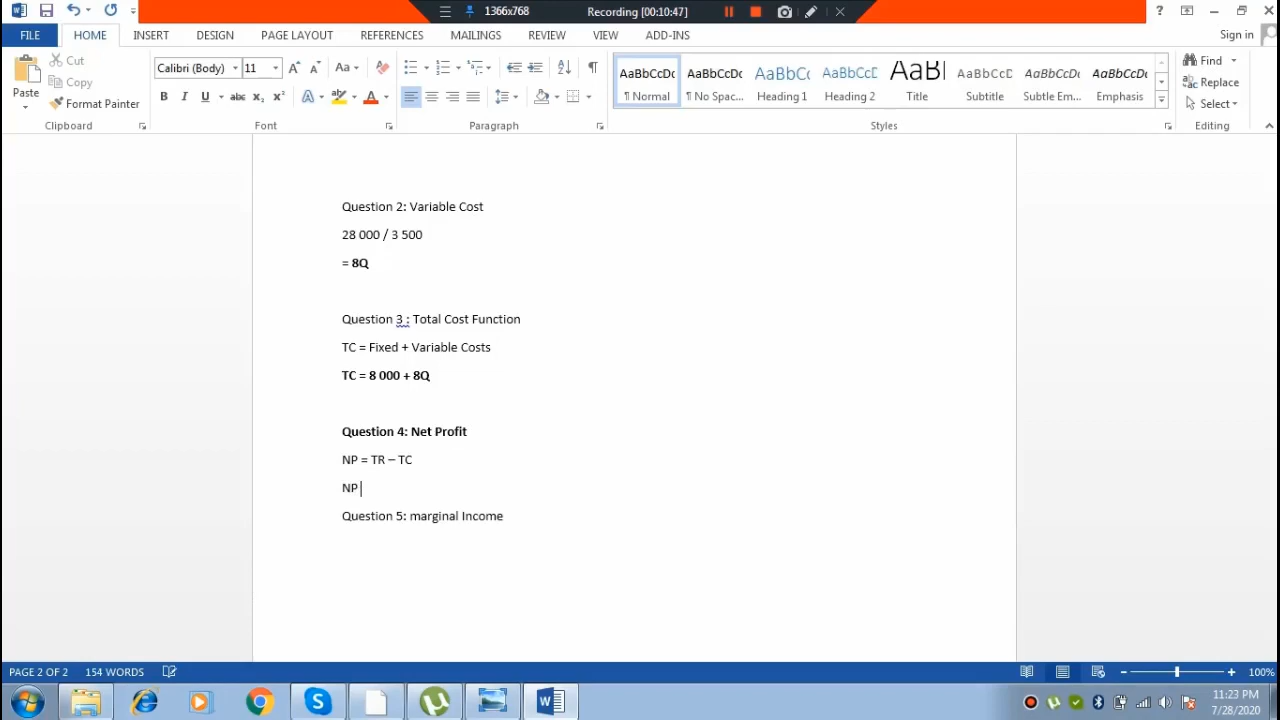 1366x768
Recording [00:10:47]
Sign in
FILE HOME INSERT DESIGN PAGE LAYOUT REFERENCES MAILINGS REVIEW VIEW ADD-INS
Paste
Cut
Copy
Format Painter
Clipboard
Calibri (Body) 11
Font
Paragraph
AaBbCcDc AaBbCcDc AaBbCc AaBbCcD AaBl AaBbCcD AaBbCcDc AaBbCcDc
¶ Normal ¶ No Spac... Heading 1 Heading 2 Title Subtitle Subtle Em... Emphasis
Styles
Find
Replace
Select
Editing
Question 2: Variable Cost
28 000 / 3 500
= 8Q
Question 3 : Total Cost Function
TC = Fixed + Variable Costs
TC = 8 000 + 8Q
Question 4: Net Profit
NP = TR – TC
NP
Question 5: marginal Income
PAGE 2 OF 2 154 WORDS
100%
11:23 PM
7/28/2020